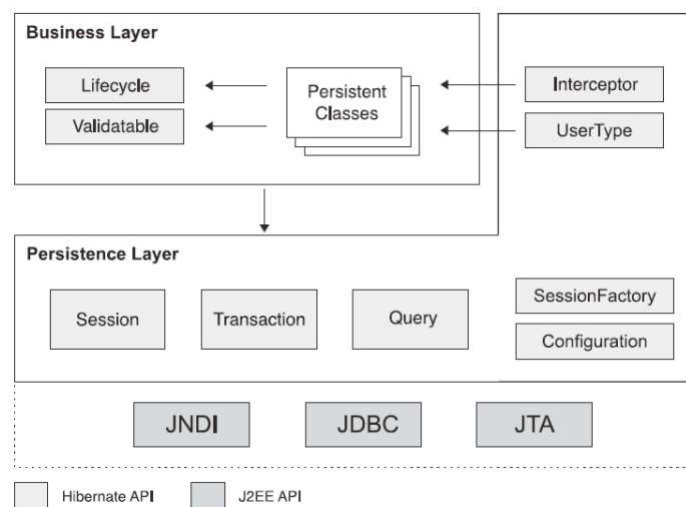 Business Layer
Lifecycle
Validatable
Persistent
Classes
Interceptor
UserType
Persistence Layer
Session
Transaction
Query
SessionFactory
Configuration
JNDI
JDBC
JTA
Hibernate API
J2EE API